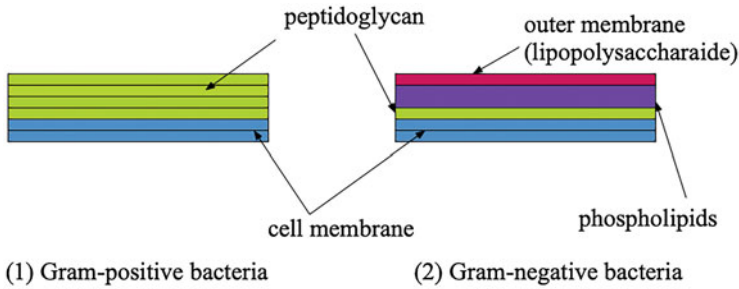 peptidoglycan
outer membrane
(lipopolysaccharaide)
cell membrane
phospholipids
(1) Gram-positive bacteria
(2) Gram-negative bacteria